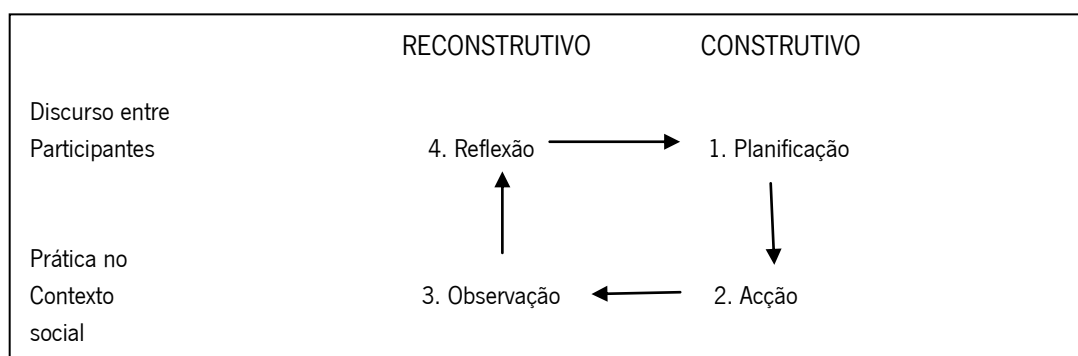 RECONSTRUTIVO CONSTRUTIVO
Discurso entre
Participantes 4. Reflexão 1. Planificação
Prática no
Contexto 3. Observação 2. Acção
social